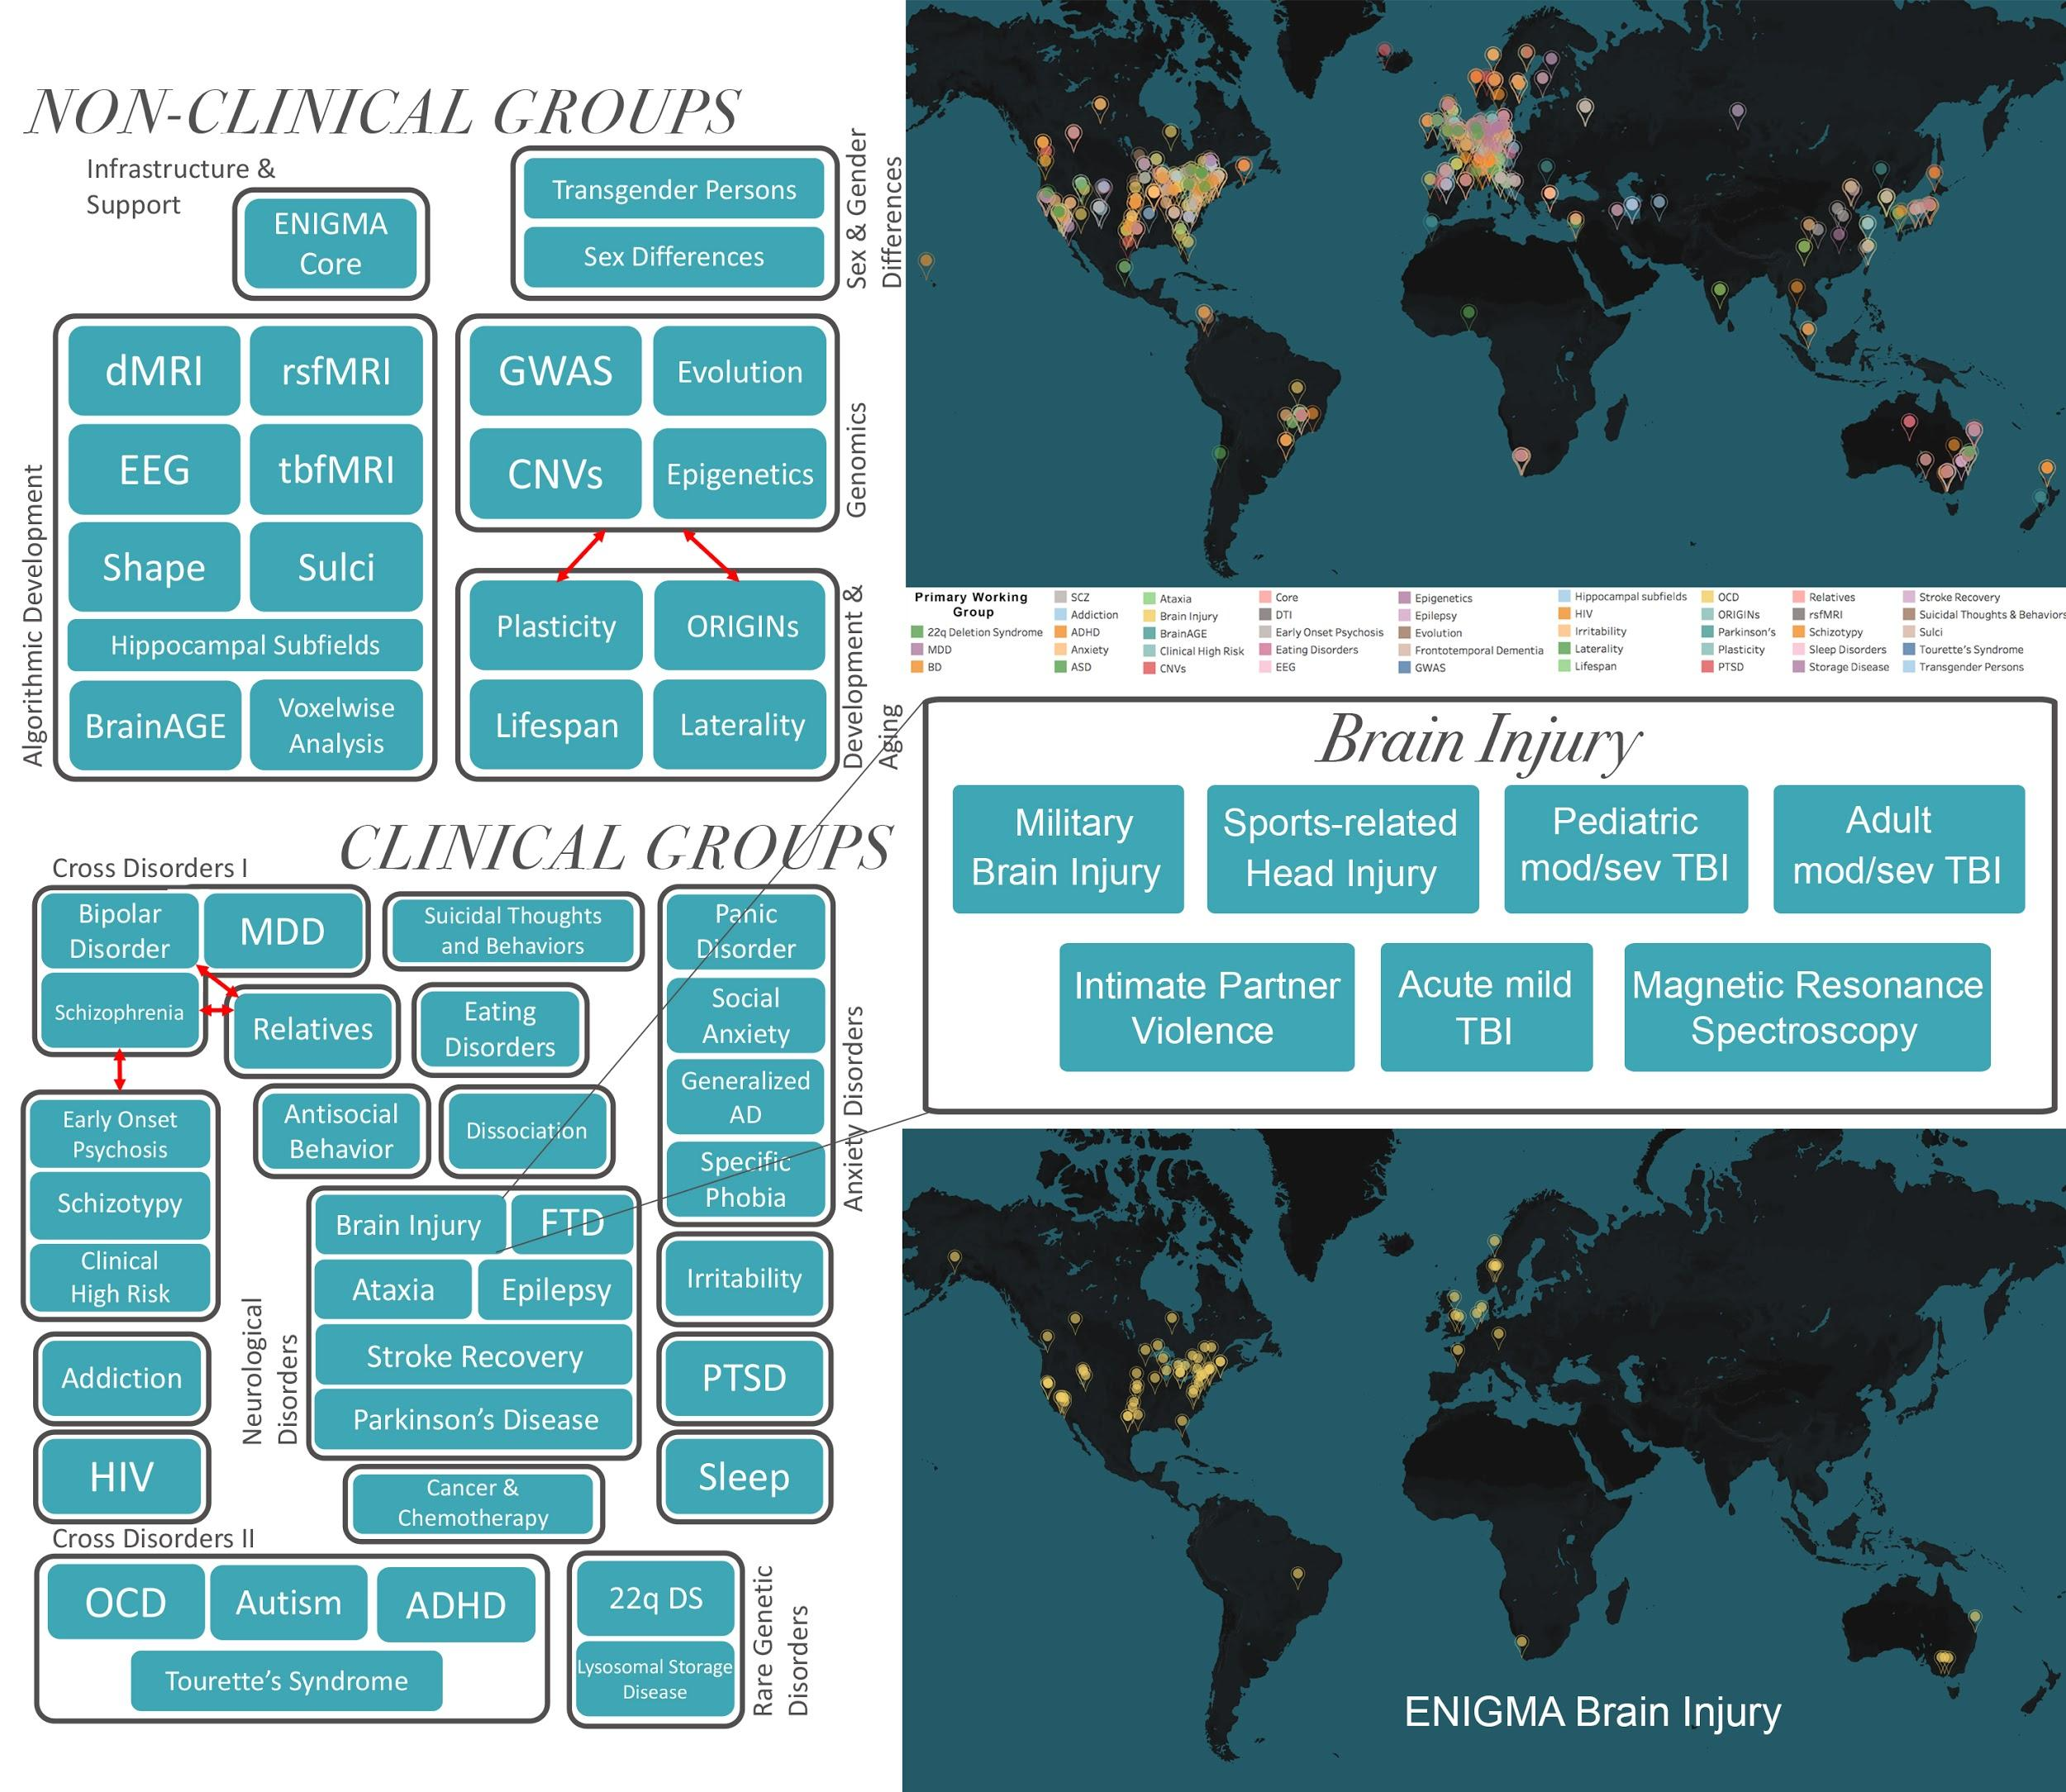 NON-CLINICAL GROUPS
Infrastructure &
Support
ENIGMA
Core
Transgender Persons
Sex Differences
Sex & Gender
Differences
dMRI
rsfMRI
EEG
tbfMRI
Shape
Sulci
Hippocampal Subfields
BrainAGE
Voxelwise
Analysis
Algorithmic Development
GWAS
Evolution
CNVs
Epigenetics
Genomics
Plasticity
ORIGINs
Lifespan
Laterality
Development &
Aging
CLINICAL GROUPS
Cross Disorders I
Bipolar
Disorder
MDD
Schizophrenia
Relatives
Suicidal Thoughts
and Behaviors
Eating
Disorders
Panic
Disorder
Social
Anxiety
Generalized
AD
Specific
Phobia
Anxiety Disorders
Early Onset
Psychosis
Schizotypy
Clinical
High Risk
Antisocial
Behavior
Dissociation
Brain Injury
FTD
Ataxia
Epilepsy
Stroke Recovery
Parkinson's Disease
Neurological
Disorders
Irritability
PTSD
Sleep
Addiction
HIV
Cancer &
Chemotherapy
Cross Disorders II
OCD
Autism
ADHD
Tourette's Syndrome
22q DS
Lysosomal Storage
Disease
Rare Genetic
Disorders
Primary Working
Group
22q Deletion Syndrome
MDD
BD
SCZ
Addiction
ADHD
Anxiety
ASD
Ataxia
Brain Injury
BrainAGE
Clinical High Risk
CNVs
Core
DTI
Early Onset Psychosis
Eating Disorders
EEG
Epigenetics
Epilepsy
Evolution
Frontotemporal Dementia
GWAS
Hippocampal subfields
HIV
Irritability
Laterality
Lifespan
OCD
ORIGINs
Parkinson's
Plasticity
PTSD
Relatives
rsfMRI
Schizotypy
Sleep Disorders
Storage Disease
Stroke Recovery
Suicidal Thoughts & Behaviors
Sulci
Tourette's Syndrome
Transgender Persons
Brain Injury
Military
Brain Injury
Sports-related
Head Injury
Pediatric
mod/sev TBI
Adult
mod/sev TBI
Intimate Partner
Violence
Acute mild
TBI
Magnetic Resonance
Spectroscopy
ENIGMA Brain Injury